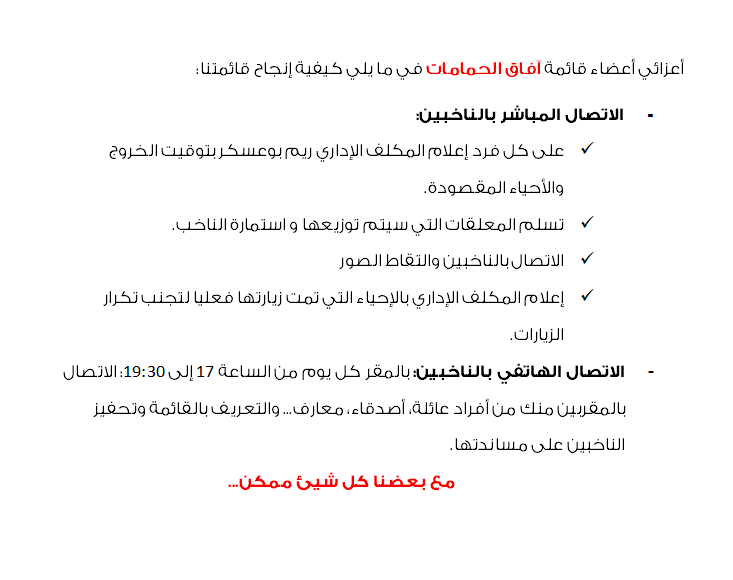 أعزائي أعضاء قائمة آفاق الحمامات في ما يلي كيفية إنجاح قائمتنا:
- الاتصال المباشر بالناخبين:
✓ على كل فرد إعلام المكلف الإداري ريم بوعسكر بتوقيت الخروج
والأحياء المقصودة.
✓ تسلم المعلقات التي سيتم توزيعها و استمارة الناخب.
✓ الاتصال بالناخبين والتقاط الصور
✓ إعلام المكلف الإداري بالإحياء التي تمت زيارتها فعليا لتجنب تكرار
الزيارات.
- الاتصال الهاتفي بالناخبين: بالمقر كل يوم من الساعة 17 إلى 19:30: الاتصال
بالمقربين منك من أفراد عائلة، أصدقاء، معارف... والتعريف بالقائمة وتحفيز
الناخبين على مساندتها.
مع بعضنا كل شيئ ممكن...